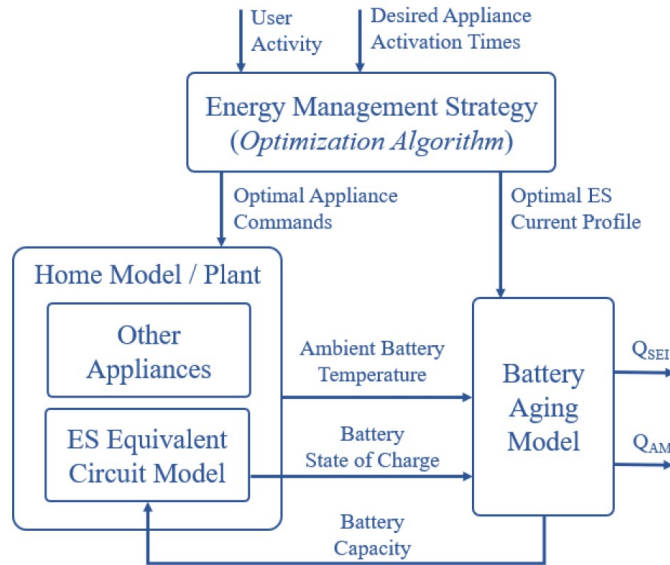 User
Activity
Desired Appliance
Activation Times
Energy Management Strategy
(Optimization Algorithm)
Optimal Appliance
Commands
Optimal ES
Current Profile
Home Model / Plant
Other
Appliances
ES Equivalent
Circuit Model
Ambient Battery
Temperature
Battery
State of Charge
Battery
Capacity
Battery
Aging
Model
QSEI
QAM